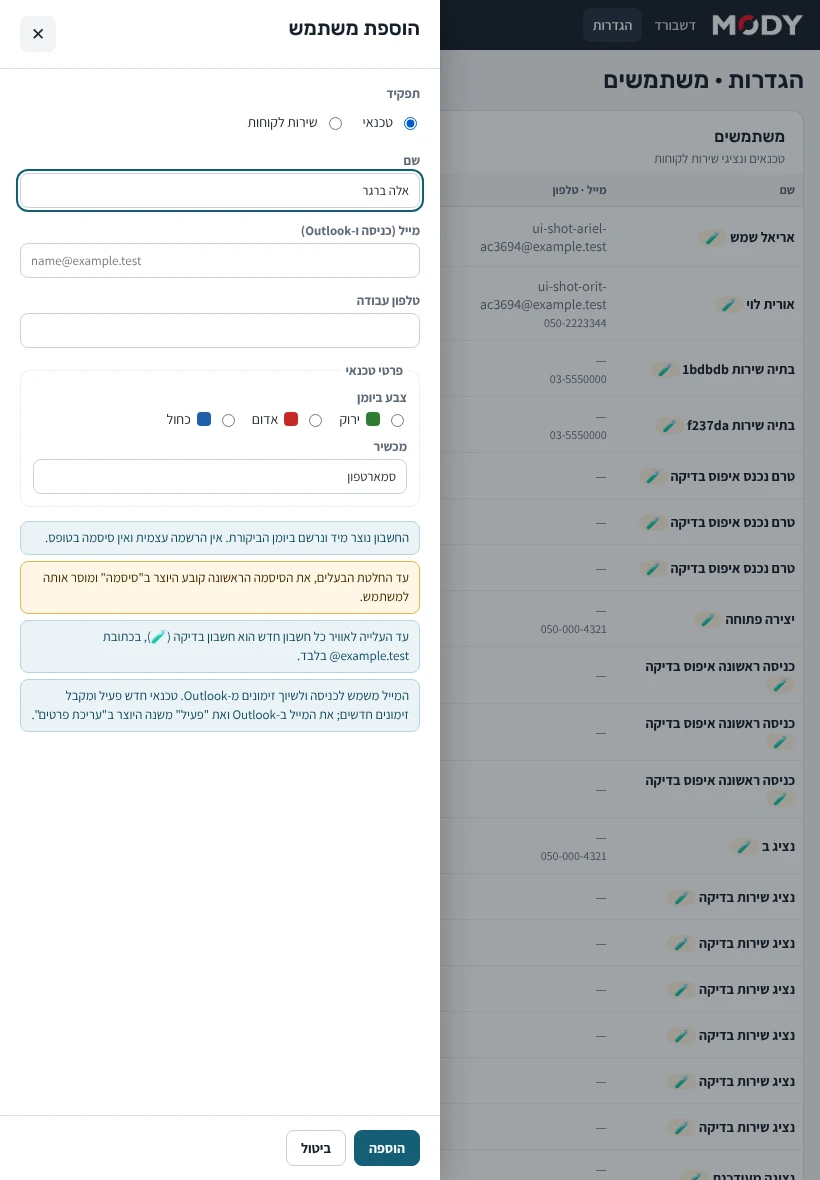 MODY
דשבורד
הגדרות
הגדרות • משתמשים
משתמשים
טכנאים ונציגי שירות לקוחות
שם
מייל · טלפון
אריאל שמש
ui-shot-ariel-
ac3694@example.test
אורית לוי
ui-shot-orit-
ac3694@example.test
050-2223344
בתיה שירות 1bdbdb
—
03-5550000
בתיה שירות f237da
—
03-5550000
טרם נכנס איפוס בדיקה
—
טרם נכנס איפוס בדיקה
—
טרם נכנס איפוס בדיקה
—
יצירה פתוחה
—
050-000-4321
כניסה ראשונה איפוס בדיקה
—
כניסה ראשונה איפוס בדיקה
—
כניסה ראשונה איפוס בדיקה
—
נציג ב
—
050-000-4321
נציג שירות בדיקה
—
נציג שירות בדיקה
—
נציג שירות בדיקה
—
נציג שירות בדיקה
—
נציג שירות בדיקה
—
נציג שירות בדיקה
—
נציגה מעודכנת
—
הוספת משתמש
✕
תפקיד
טכנאי
שירות לקוחות
שם
אלה ברגר
מייל (כניסה ו-Outlook)
name@example.test
טלפון עבודה
פרטי טכנאי
צבע ביומן
ירוק
אדום
כחול
מכשיר
סמארטפון
החשבון נוצר מיד ונרשם ביומן הביקורת. אין הרשמה עצמית ואין סיסמה בטופס.
עד החלטת הבעלים, את הסיסמה הראשונה קובע היוצר ב"סיסמה" ומוסר אותה
למשתמש.
עד העלייה לאוויר כל חשבון חדש הוא חשבון בדיקה (🧪), בכתובת
@example.test בלבד.
המייל משמש לכניסה ולשיוך זימונים מ-Outlook. טכנאי חדש פעיל ומקבל
זימונים חדשים; את המייל ב-Outlook ואת "פעיל" משנה היוצר ב"עריכת פרטים".
הוספה
ביטול